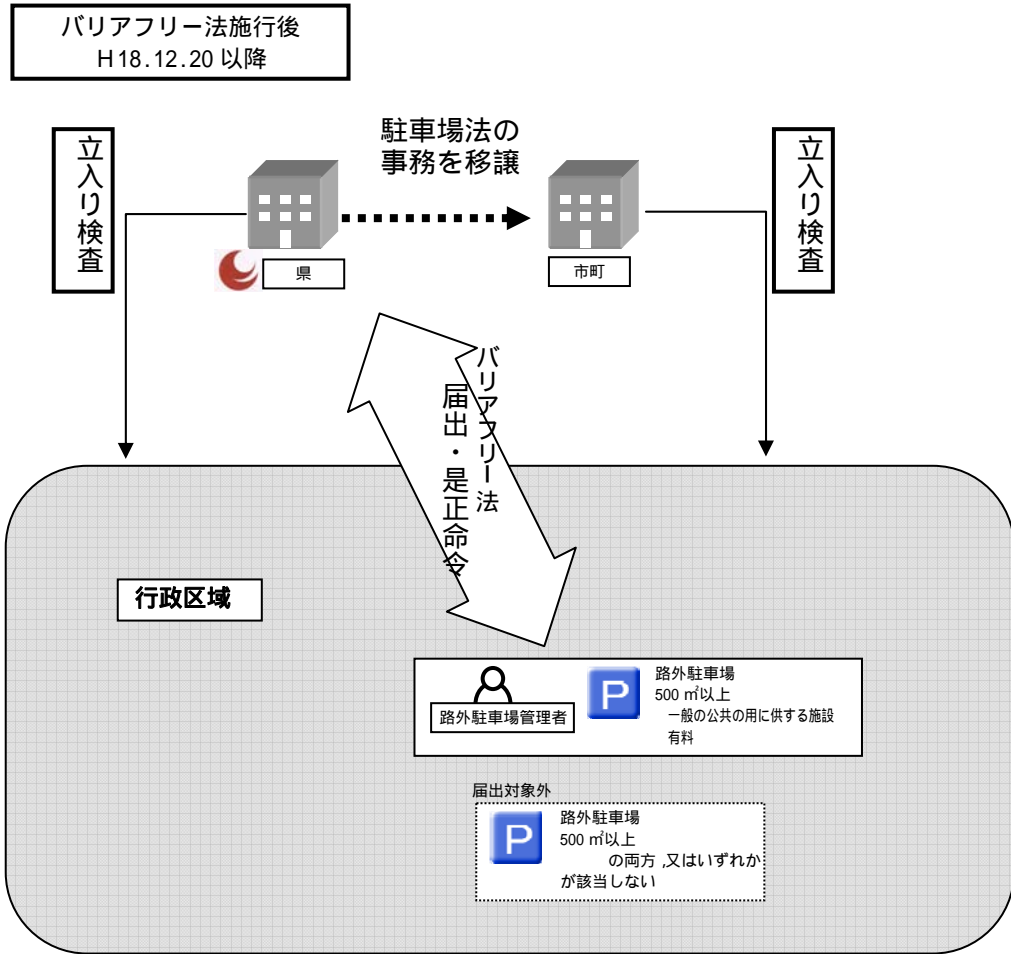 バリアフリー法施行後
H18.12.20 以降
立入り検査
駐車場法の
事務を移譲
立入り検査
県
市町
バリアフリー法
届出・是正命令
行政区域
路外駐車場管理者
P
路外駐車場
500 ㎡以上
一般の公共の用に供する施設
有料
届出対象外
P
路外駐車場
500 ㎡以上
の両方,又はいずれか
が該当しない